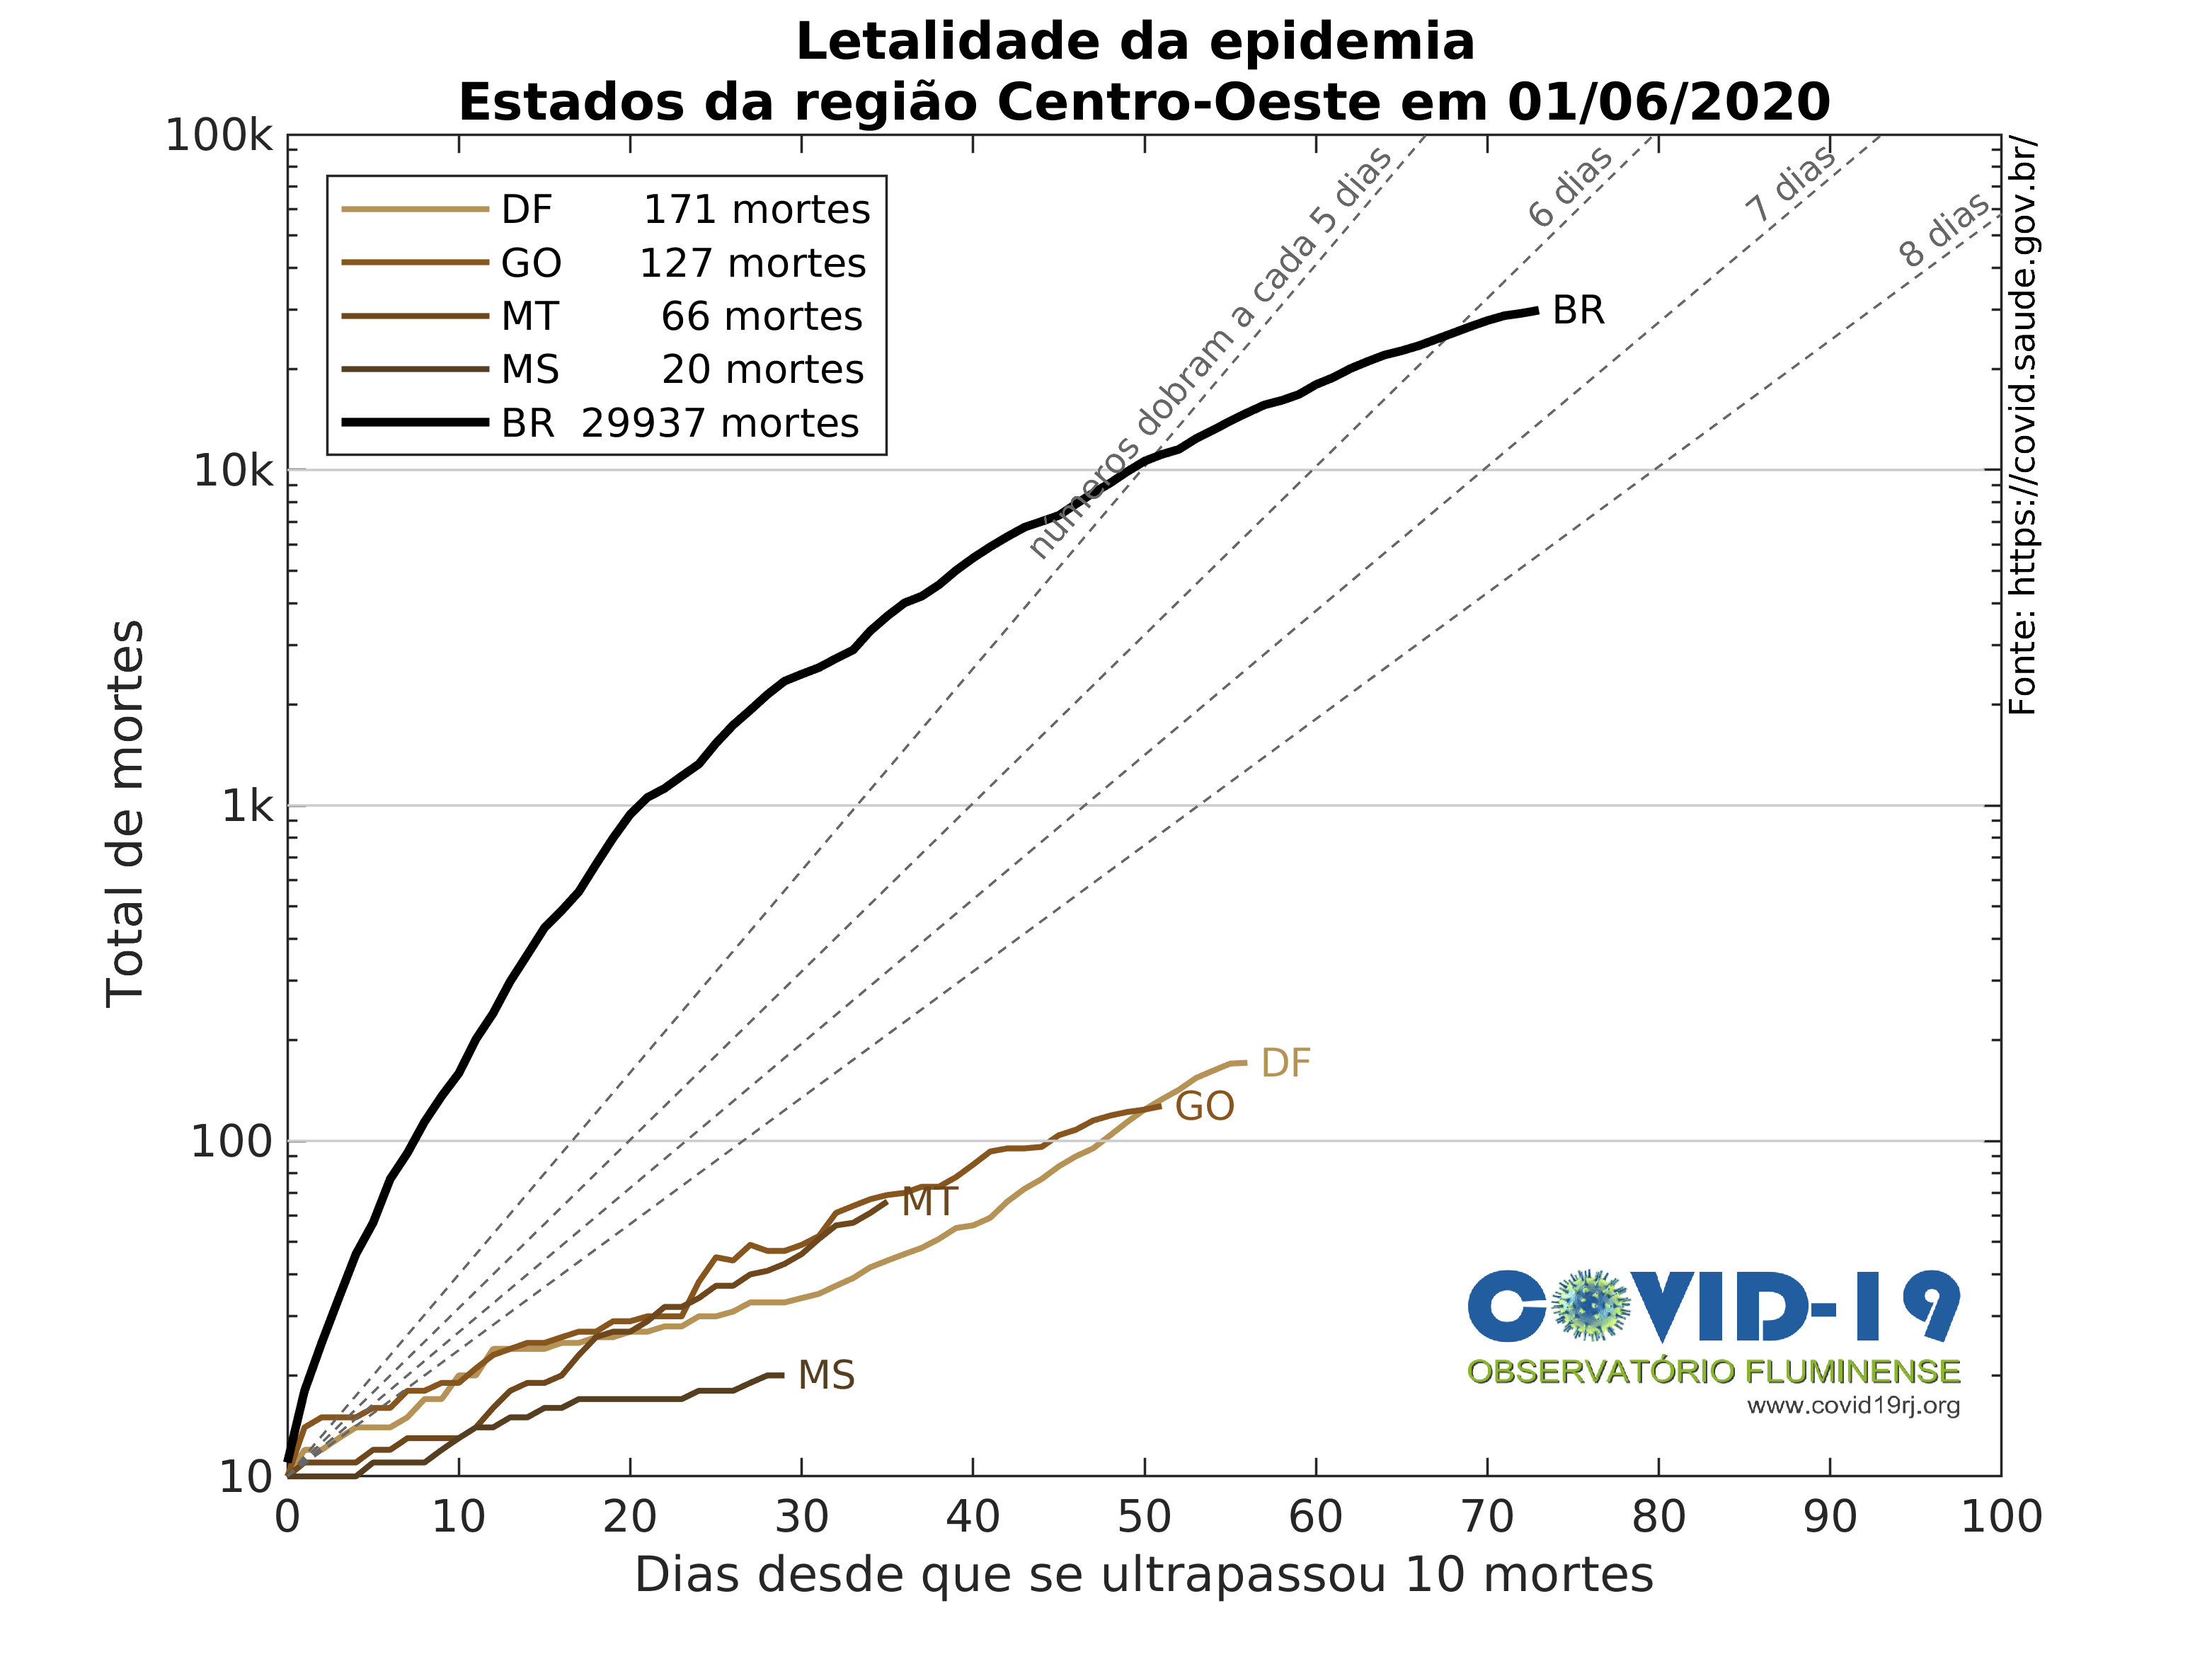 Letalidade da epidemia
Estados da região Centro-Oeste em 01/06/2020
100k
10k
1k
100
10
Total de mortes
DF 171 mortes
GO 127 mortes
MT 66 mortes
MS 20 mortes
BR 29937 mortes
números dobram a cada 5 dias
6 dias
7 dias
8 dias
BR
DF
GO
MT
MS
Fonte: https://covid.saude.gov.br/
COVID-19
OBSERVATÓRIO FLUMINENSE
www.covid19rj.org
0 10 20 30 40 50 60 70 80 90 100
Dias desde que se ultrapassou 10 mortes